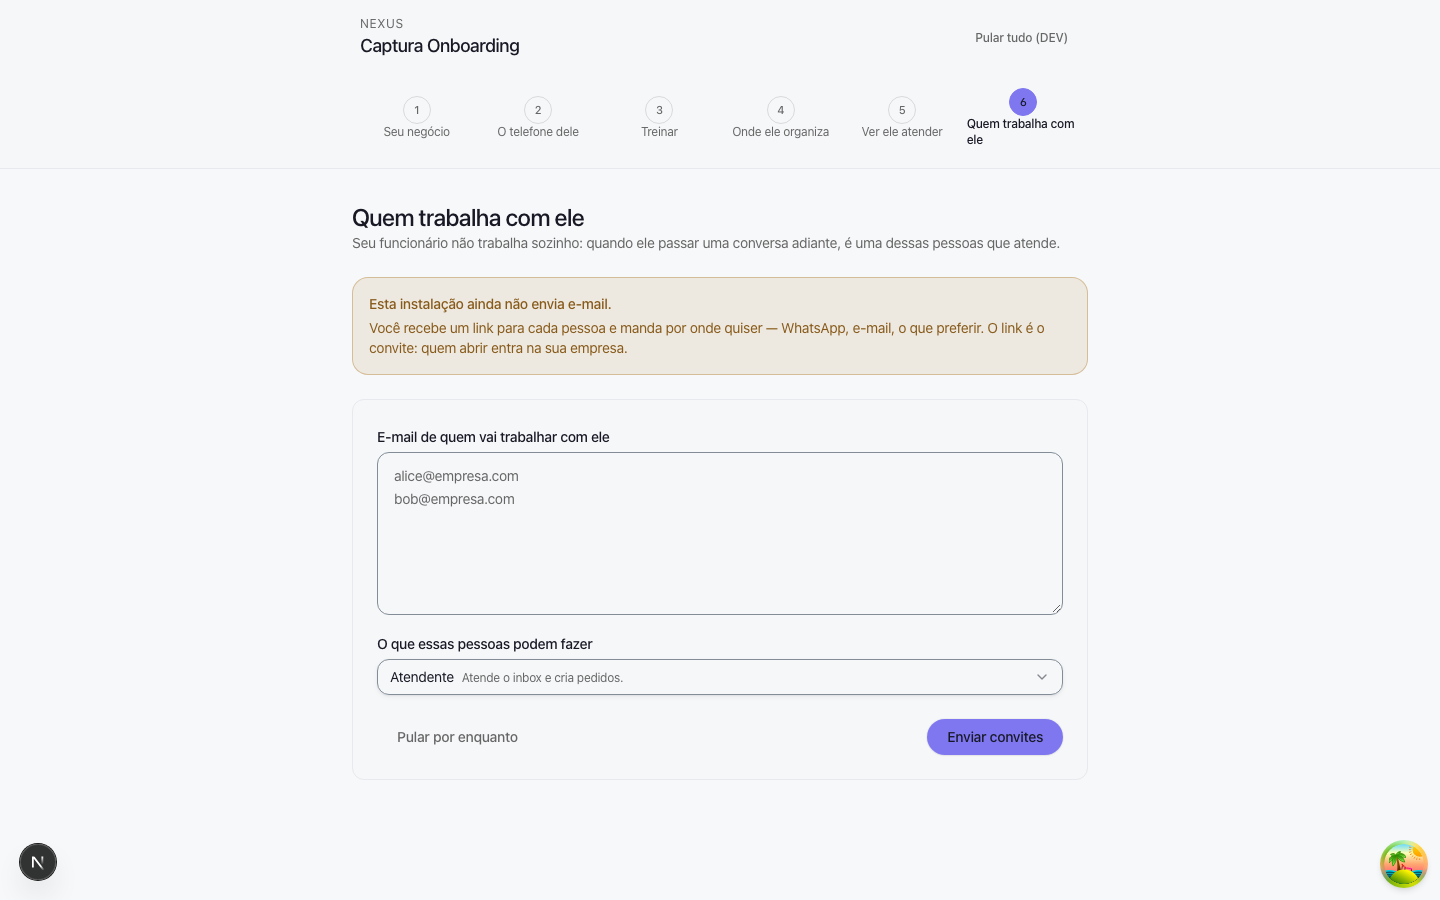 NEXUS
Captura Onboarding
Pular tudo (DEV)
1
Seu negócio
2
O telefone dele
3
Treinar
4
Onde ele organiza
5
Ver ele atender
6
Quem trabalha com
ele
Quem trabalha com ele
Seu funcionário não trabalha sozinho: quando ele passar uma conversa adiante, é uma dessas pessoas que atende.
Esta instalação ainda não envia e-mail.
Você recebe um link para cada pessoa e manda por onde quiser — WhatsApp, e-mail, o que preferir. O link é o
convite: quem abrir entra na sua empresa.
E-mail de quem vai trabalhar com ele
alice@empresa.com
bob@empresa.com
O que essas pessoas podem fazer
Atendente Atende o inbox e cria pedidos.
Pular por enquanto
Enviar convites
N